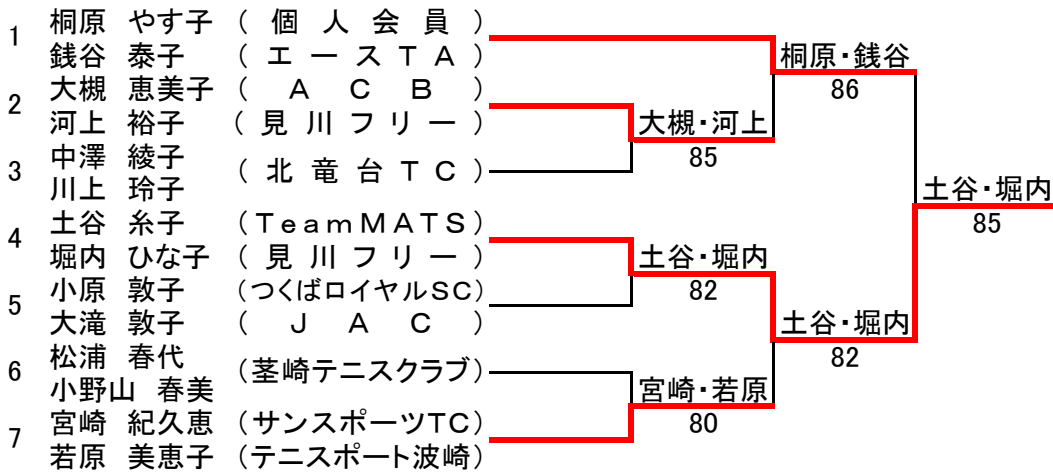 1 桐原 やす子 ( 個 人 会 員 )
銭谷 泰子 ( エ ー ス T A )
2 大槻 恵美子 ( A C B )
河上 裕子 ( 見 川 フ リ ー )
3 中澤 綾子 ( 北 竜 台 T C )
川上 玲子
4 土谷 糸子 ( T e a m M A T S )
堀内 ひな子 ( 見 川 フ リ ー )
5 小原 敦子 (つくばロイヤルSC)
大滝 敦子 ( J A C )
6 松浦 春代 (茎崎テニスクラブ)
小野山 春美
7 宮崎 紀久恵 (サンスポーツTC)
若原 美恵子 (テニスポート波崎)
大槻・河上
85
土谷・堀内
82
宮崎・若原
80
桐原・銭谷
86
土谷・堀内
82
土谷・堀内
85